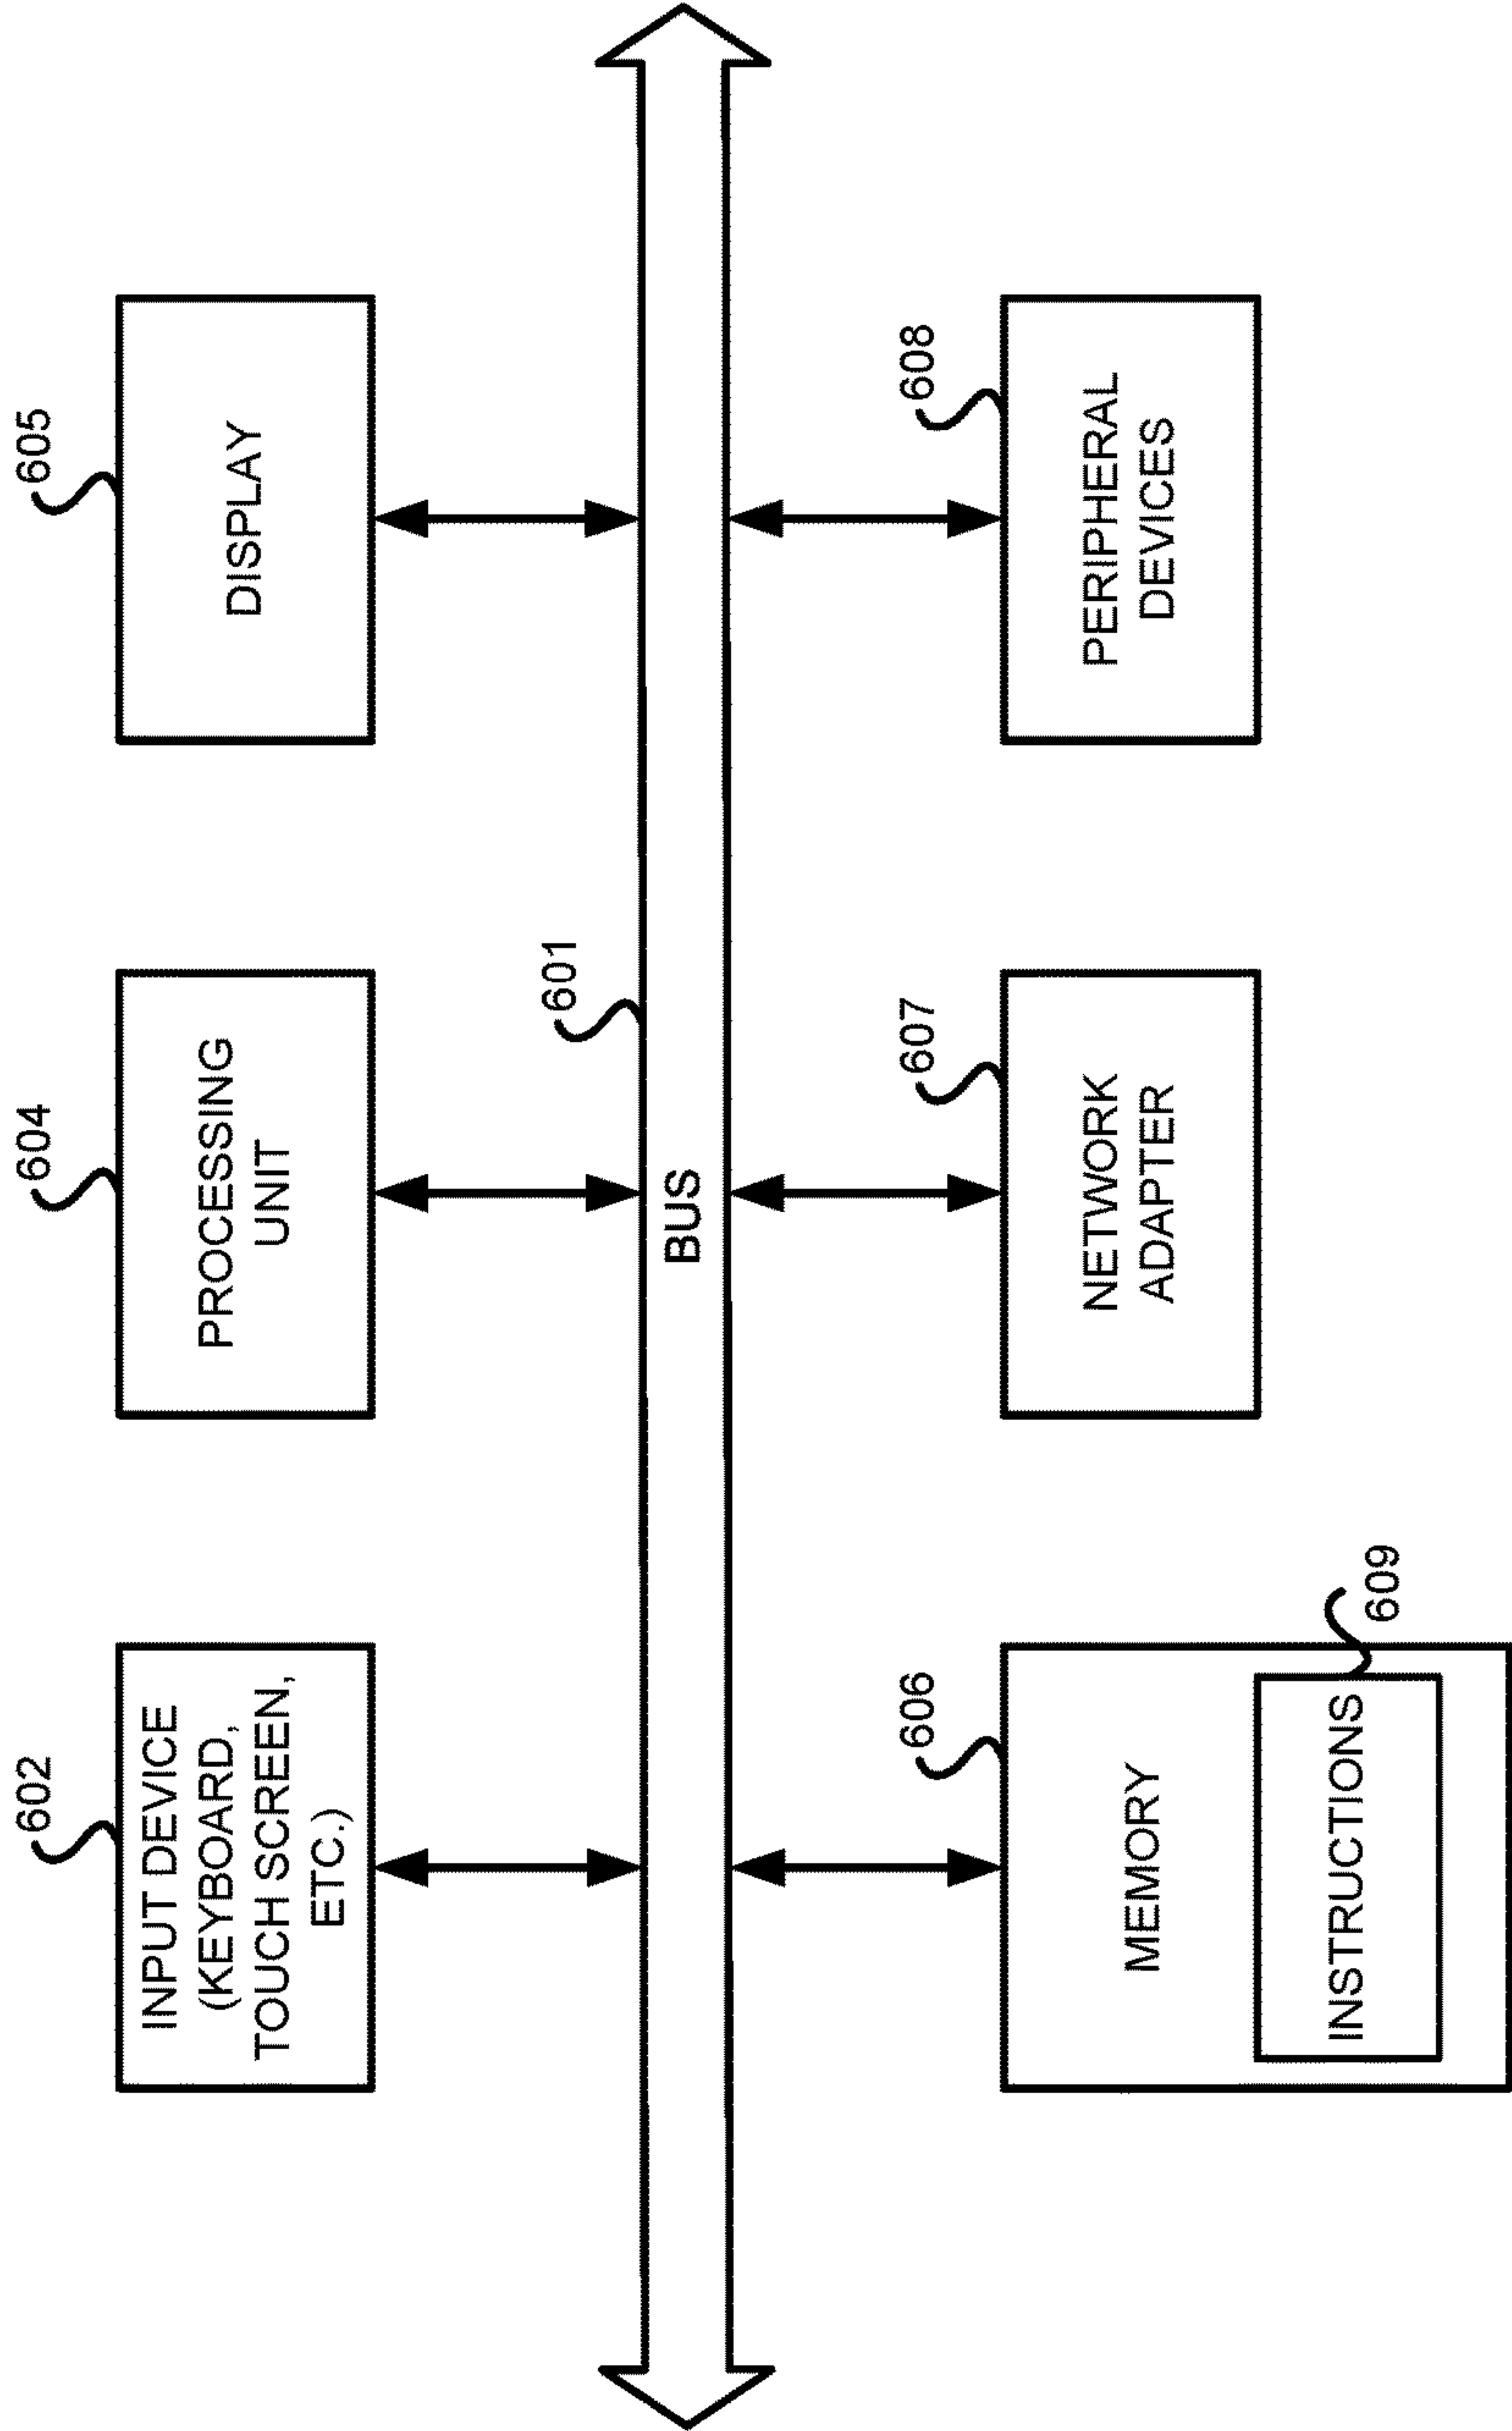 602
INPUT DEVICE
(KEYBOARD,
TOUCH SCREEN,
ETC.)
604
PROCESSING
UNIT
605
DISPLAY
601
BUS
606
MEMORY
INSTRUCTIONS
609
607
NETWORK
ADAPTER
608
PERIPHERAL
DEVICES